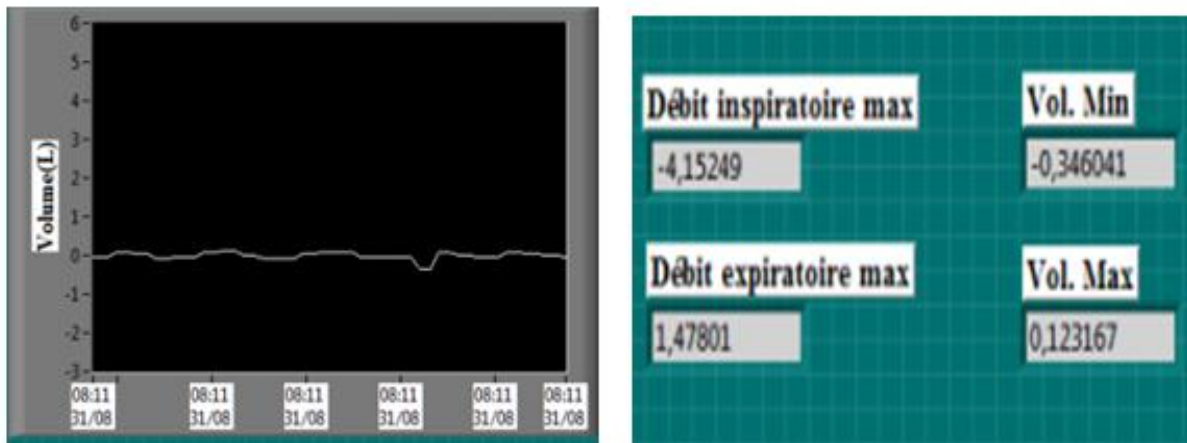 6
5
4
3
2
1
0
-1
-2
-3
Volume(L)
08:11 08:11 08:11 08:11 08:11 08:11
31/08 31/08 31/08 31/08 31/08 31/08
Débit inspiratoire max
-4,15249
Vol. Min
-0,346041
Débit expiratoire max
1,47801
Vol. Max
0,123167